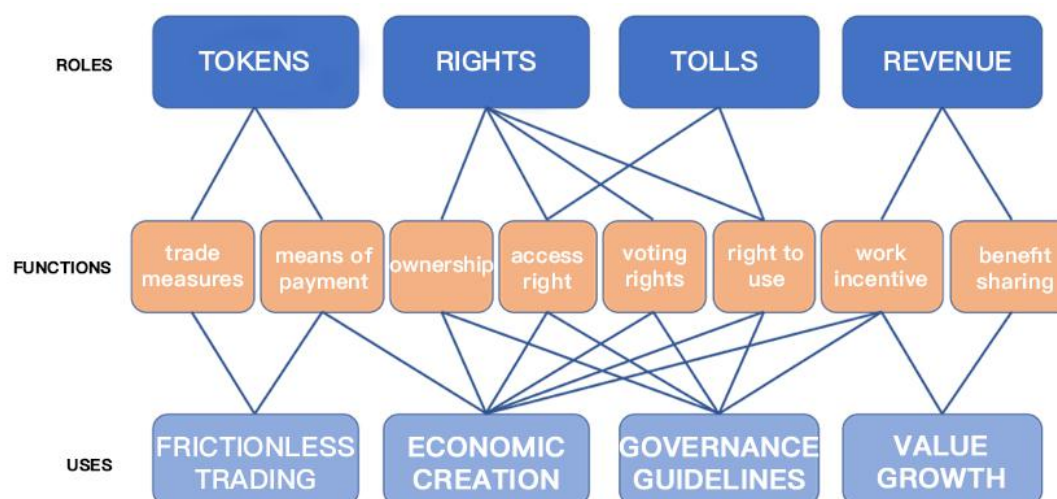 ROLES
TOKENS
RIGHTS
TOLLS
REVENUE
FUNCTIONS
trade
measures
means of
payment
ownership
access
right
voting
rights
right to
use
work
incentive
benefit
sharing
USES
FRICTIONLESS
TRADING
ECONOMIC
CREATION
GOVERNANCE
GUIDELINES
VALUE
GROWTH